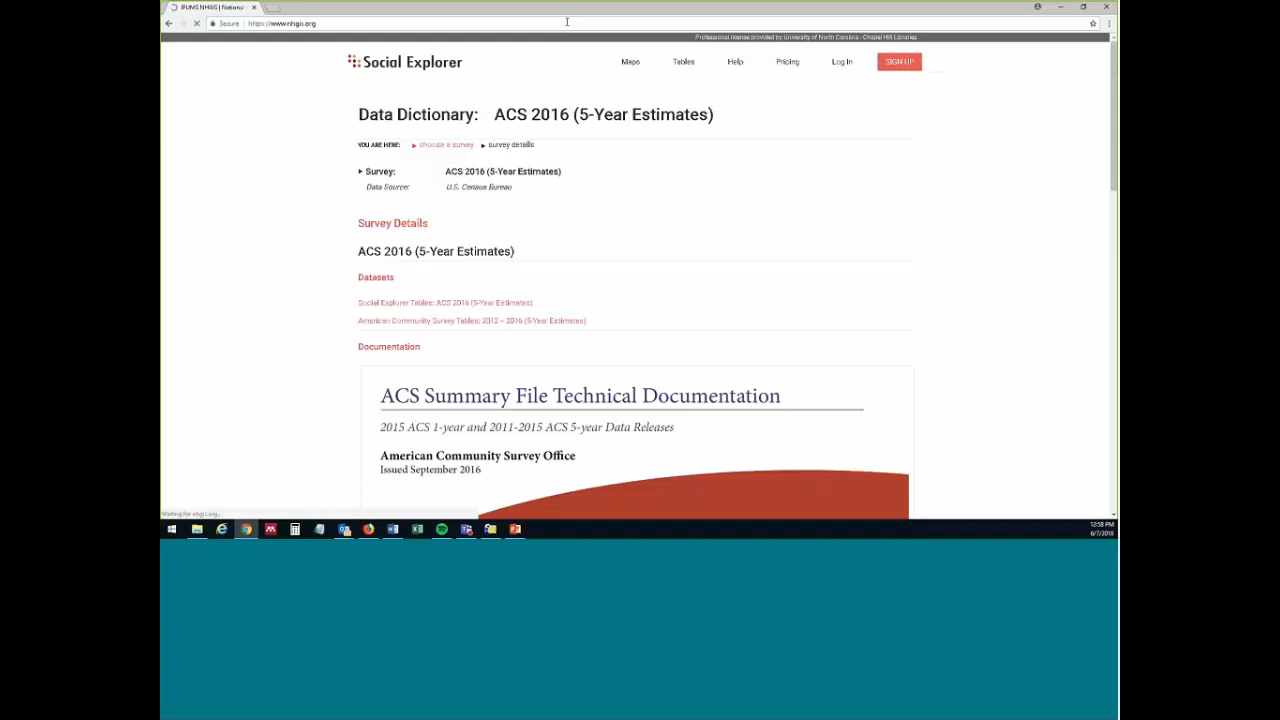 IPUMS NHGIS | National
Secure | https://www.nhgis.org
Professional license provided by University of North Carolina - Chapel Hill Libraries
Social Explorer
Maps Tables Help Pricing Log In SIGN UP
Data Dictionary: ACS 2016 (5-Year Estimates)
YOU ARE HERE: choose a survey survey details
Survey: ACS 2016 (5-Year Estimates)
Data Source: U.S. Census Bureau
Survey Details
ACS 2016 (5-Year Estimates)
Datasets
Social Explorer Tables: ACS 2016 (5-Year Estimates)
American Community Survey Tables: 2012 – 2016 (5-Year Estimates)
Documentation
ACS Summary File Technical Documentation
2015 ACS 1-year and 2011-2015 ACS 5-year Data Releases
American Community Survey Office
Issued September 2016
Waiting for nhgis.org...
12:58 PM
6/7/2018